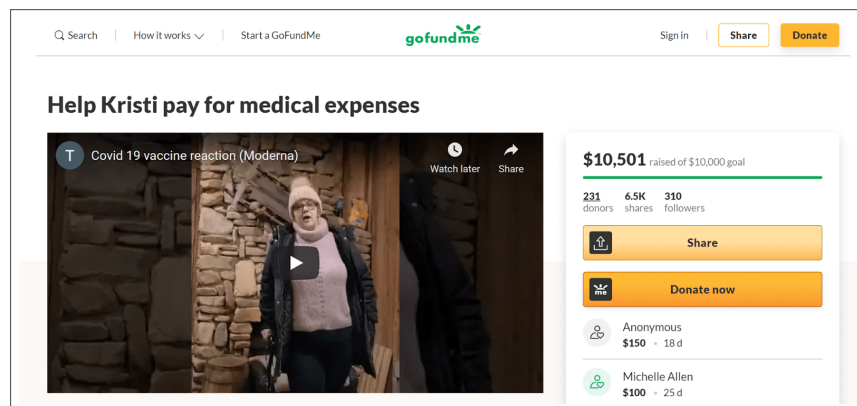 Search
How it works
Start a GoFundMe
gofundme
Sign in
Share
Donate
Help Kristi pay for medical expenses
T
Covid 19 vaccine reaction (Moderna)
Watch later
Share
$10,501 raised of $10,000 goal
231 6.5K 310
donors shares followers
Share
me
Donate now
Anonymous
$150 • 18 d
Michelle Allen
$100 • 25 d